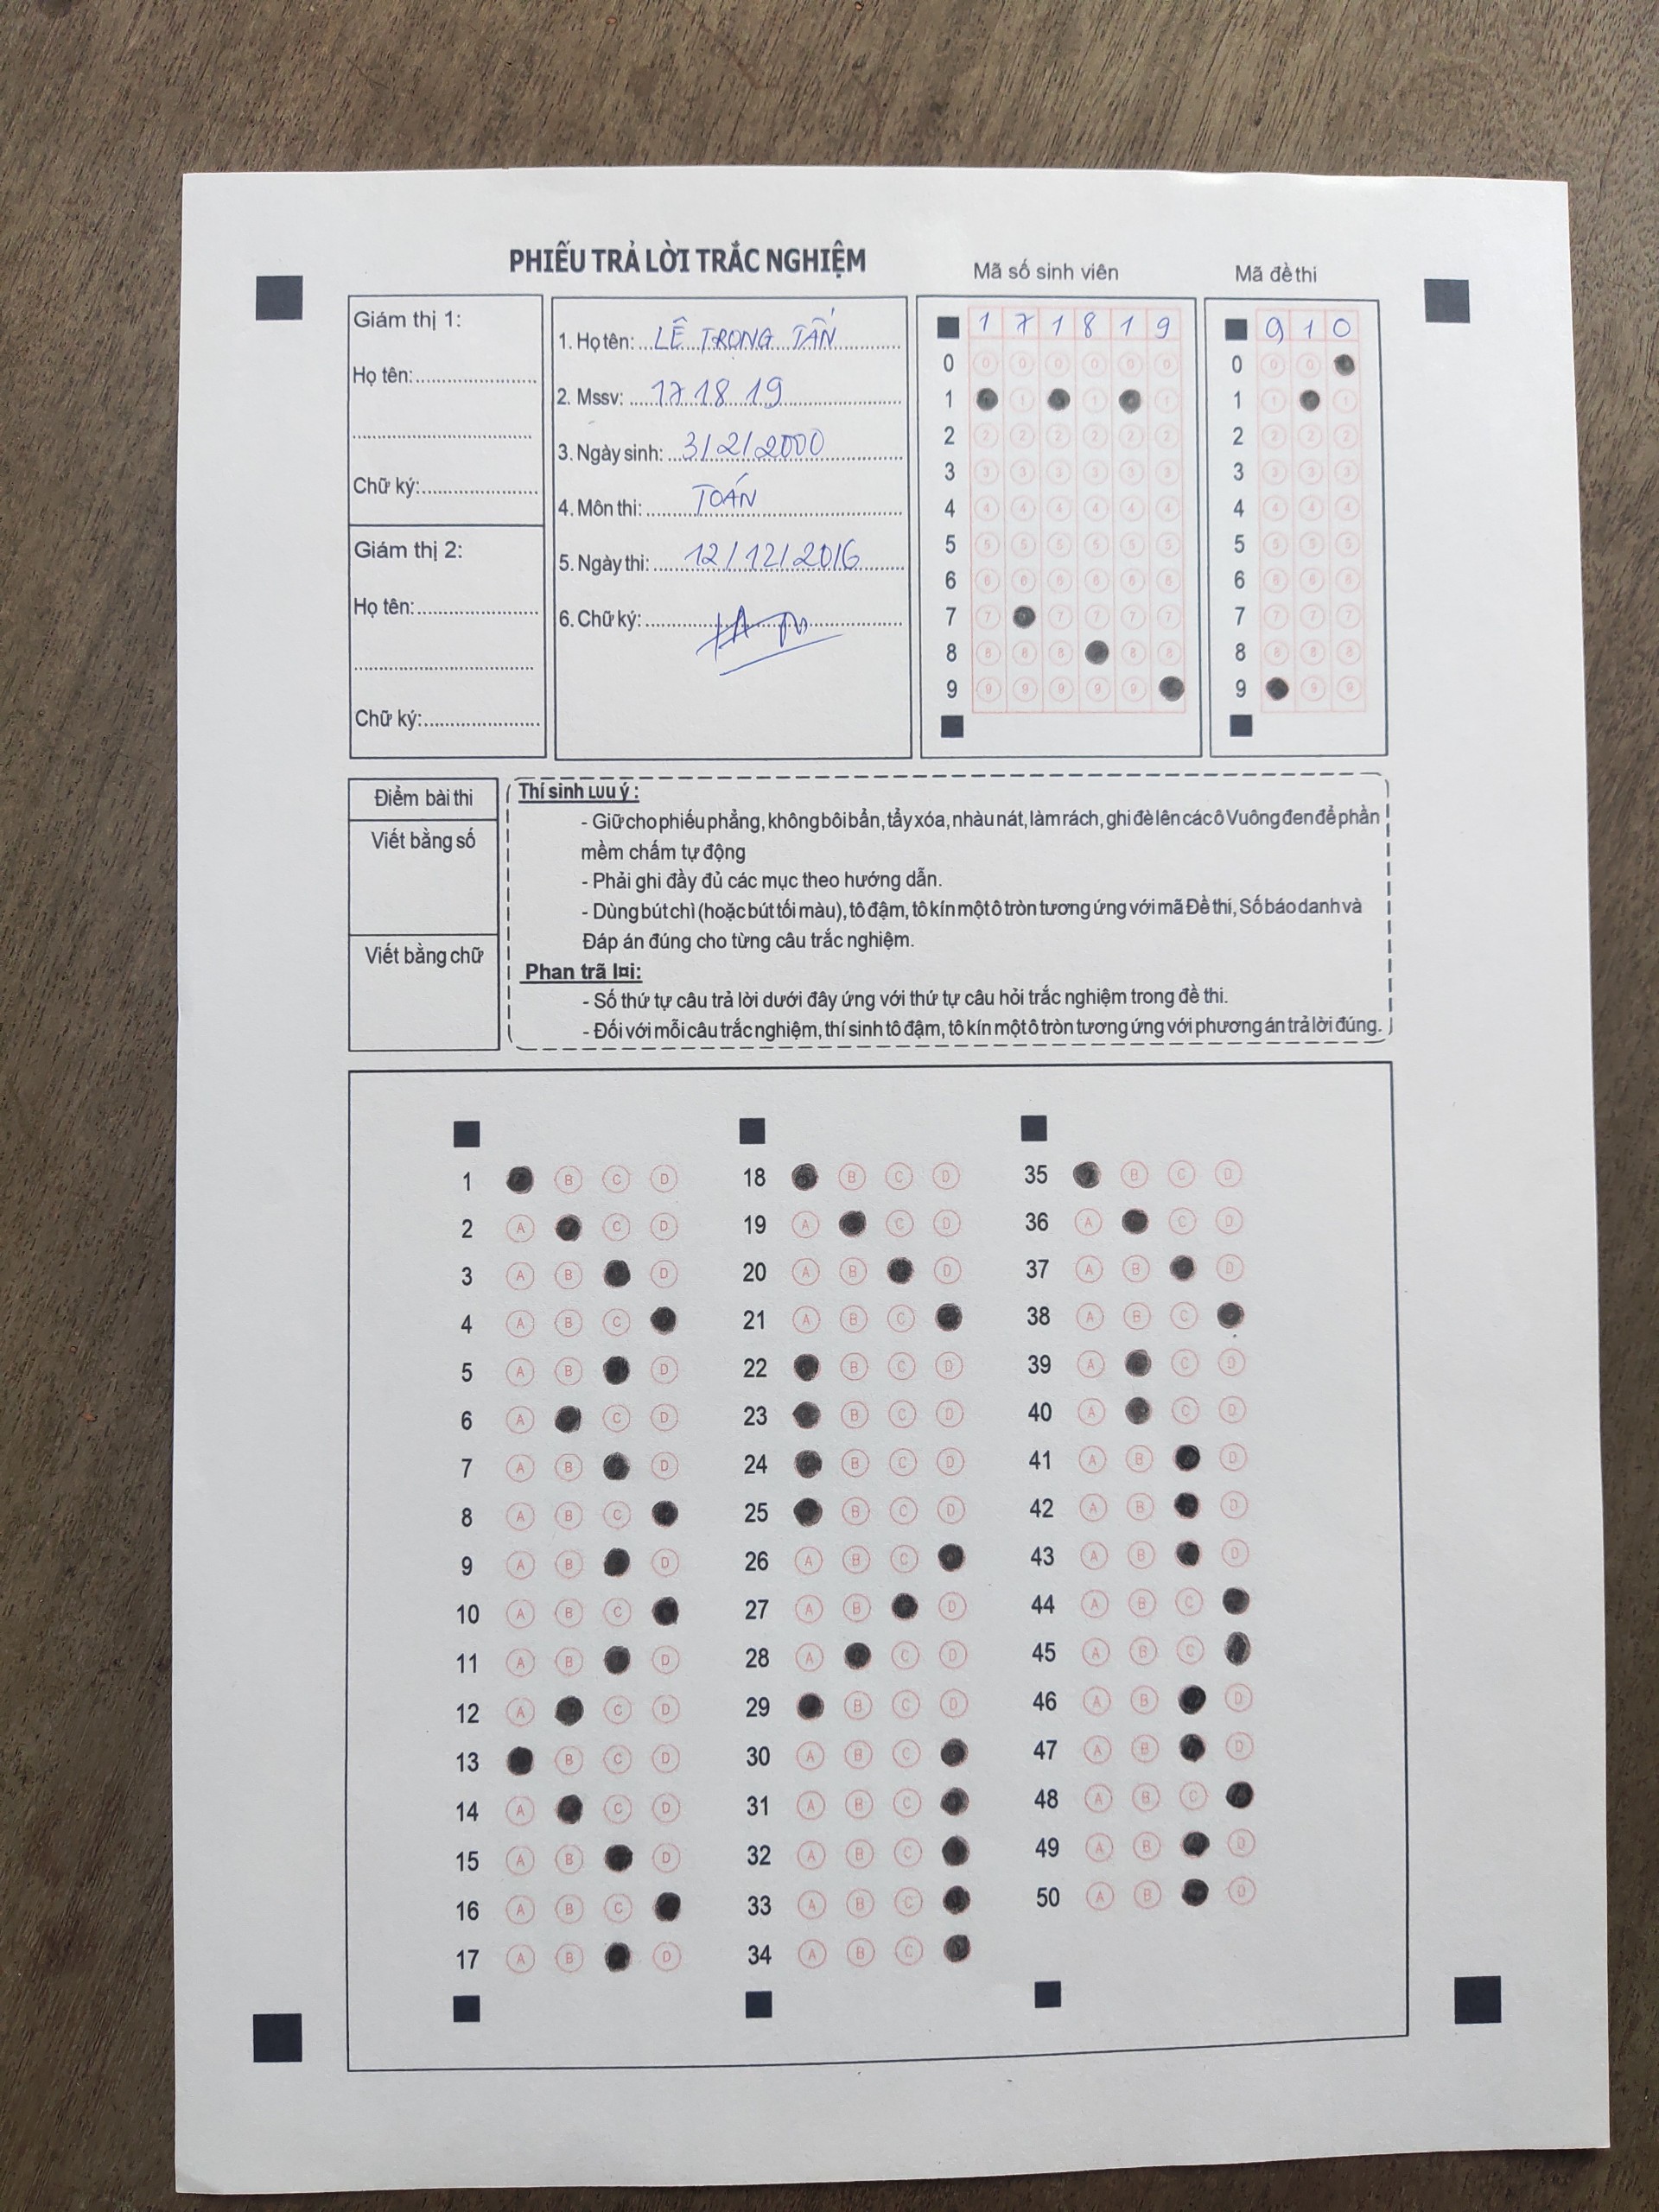 PHIẾU TRẢ LỜI TRẮC NGHIỆM
Mã số sinh viên
Mã đề thi
Giám thị 1:
Họ tên:
Chữ ký:
Giám thị 2:
Họ tên:
Chữ ký:
1. Họ tên: LÊ TRỌNG TẤN
2. Mssv: 17 18 19
3. Ngày sinh: 3/2/2000
4. Môn thi: TOÁN
5. Ngày thi: 12/12/2016
6. Chữ ký:
1 7 1 8 1 9
0 0 0 0 0 0 0
1 1 1
2 2 2 2 2 2 2
3 3 3 3 3 3 3
4 4 4 4 4 4 4
5 5 5 5 5 5 5
6 6 6 6 6 6 6
7 7 7 7 7 7
8 8 8 8 8 8
9 9 9 9 9 9
9 1 0
0 0 0
1 1 1
2 2 2 2
3 3 3 3
4 4 4 4
5 5 5 5
6 6 6 6
7 7 7 7
8 8 8 8
9 9 9
Điểm bài thi
Viết bằng số
Viết bằng chữ
Thí sinh Lưu ý :
- Giữ cho phiếu phẳng, không bôi bẩn, tẩy xóa, nhàu nát, làm rách, ghi đè lên các ô Vuông đen để phần
mềm chấm tự động
- Phải ghi đầy đủ các mục theo hướng dẫn.
- Dùng bút chì (hoặc bút tối màu), tô đậm, tô kín một ô tròn tương ứng với mã Đề thi, Số báo danh và
Đáp án đúng cho từng câu trắc nghiệm.
Phan trã l¤i:
- Số thứ tự câu trả lời dưới đây ứng với thứ tự câu hỏi trắc nghiệm trong đề thi.
- Đối với mỗi câu trắc nghiệm, thí sinh tô đậm, tô kín một ô tròn tương ứng với phương án trả lời đúng.
1 B C D
2 A C D
3 A B D
4 A B C
5 A B D
6 A C D
7 A B D
8 A B C
9 A B D
10 A B C
11 A B D
12 A C D
13 B C D
14 A C D
15 A B D
16 A B C
17 A B D
18 B C D
19 A C D
20 A B D
21 A B C
22 B C D
23 B C D
24 B C D
25 B C D
26 A B C
27 A B D
28 A C D
29 B C D
30 A B C
31 A B C
32 A B C
33 A B C
34 A B C
35 B C D
36 A C D
37 A B D
38 A B C
39 A C D
40 A C D
41 A B D
42 A B D
43 A B D
44 A B C
45 A B C
46 A B D
47 A B D
48 A B C
49 A B D
50 A B D